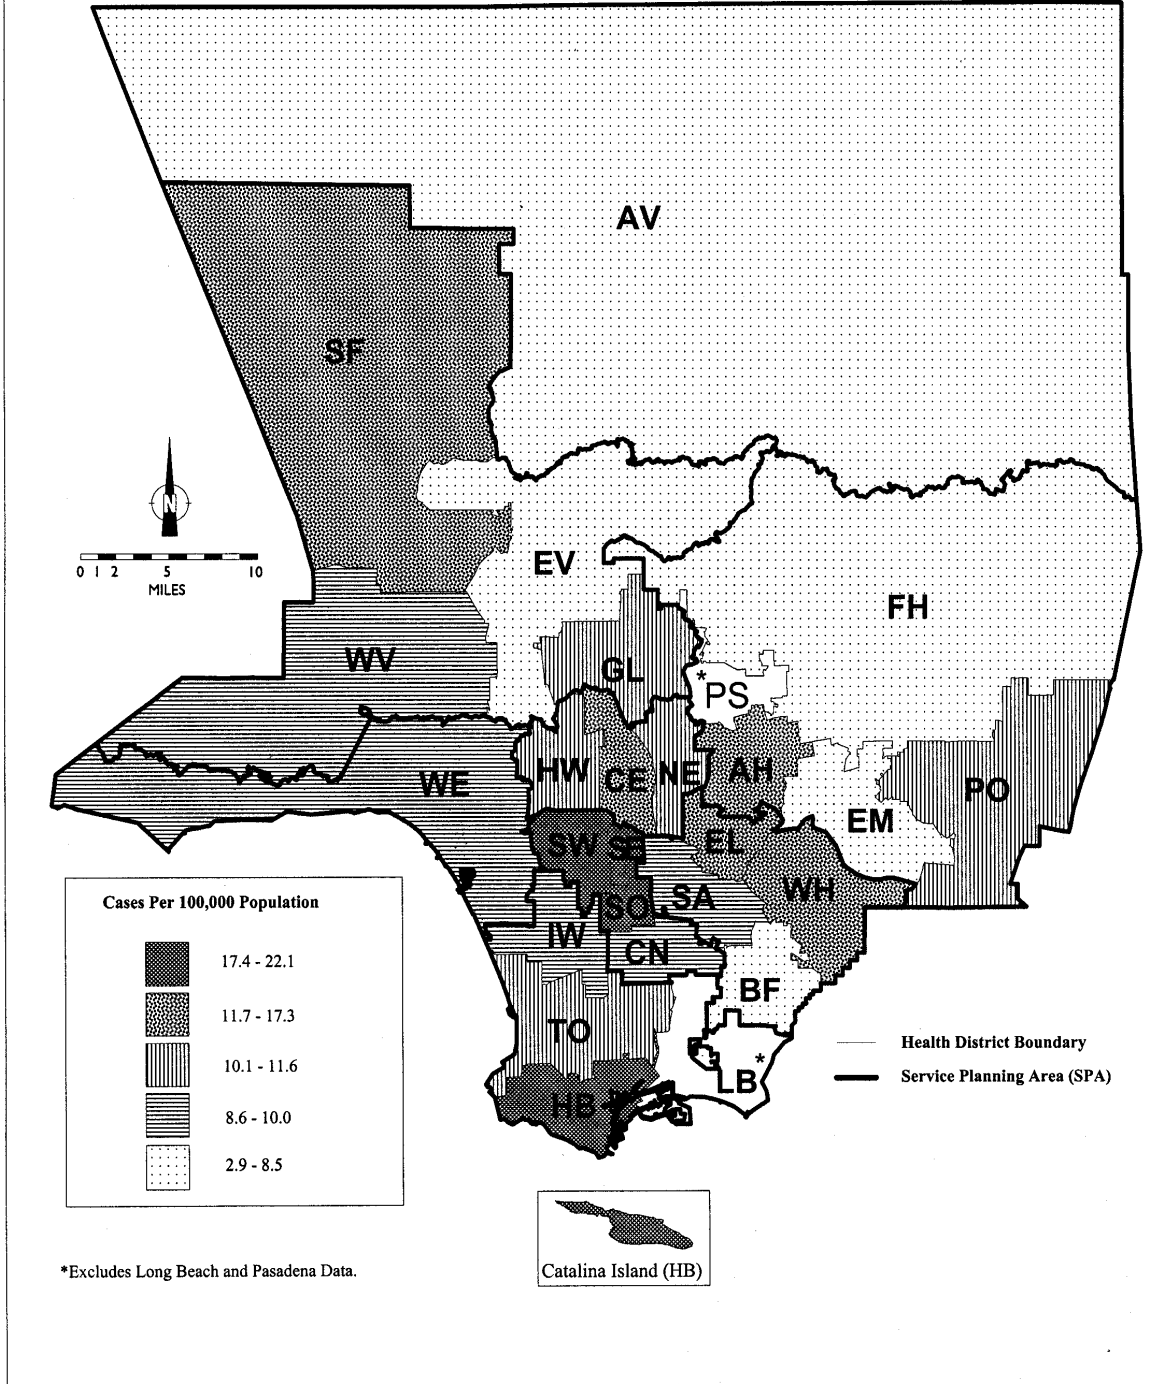 AV
SF
N
0 1 2 5 10
MILES
EV
FH
WV
GL
*
PS
HW
CE
NE
AH
WE
PO
EM
SW
SE
EL
WH
SA
SO
IW
CN
BF
TO
*
LB
HB
Cases Per 100,000 Population
17.4 - 22.1
11.7 - 17.3
10.1 - 11.6
8.6 - 10.0
2.9 - 8.5
Health District Boundary
Service Planning Area (SPA)
Catalina Island (HB)
*Excludes Long Beach and Pasadena Data.